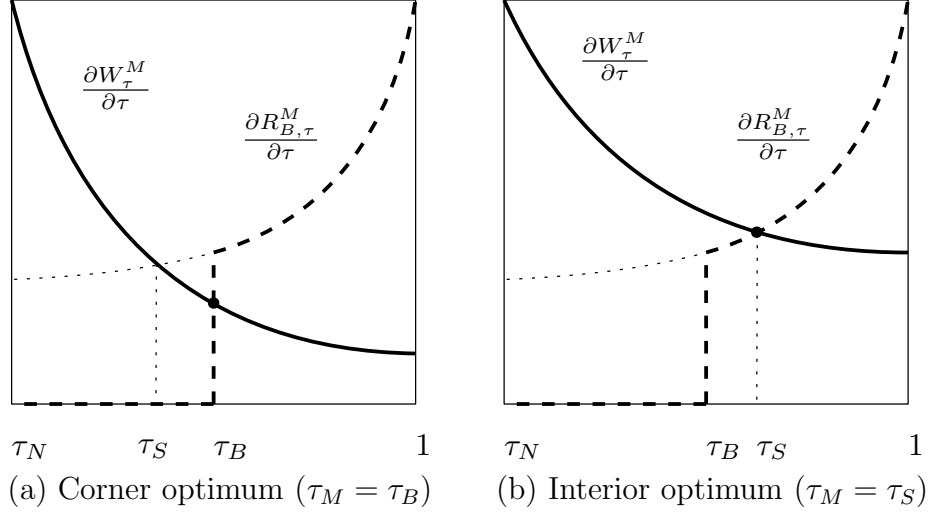 ∂W_τ^M/∂τ
∂R_{B,τ}^M/∂τ
τ_N τ_S τ_B 1
(a) Corner optimum (τ_M = τ_B)
∂W_τ^M/∂τ
∂R_{B,τ}^M/∂τ
τ_N τ_B τ_S 1
(b) Interior optimum (τ_M = τ_S)